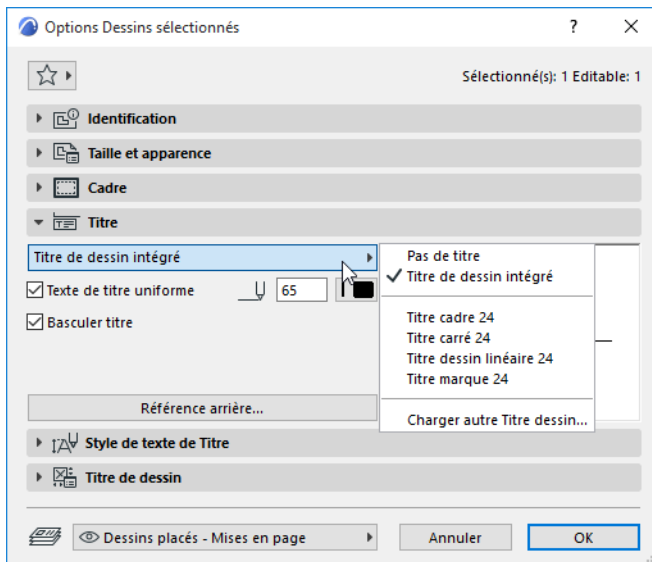 Options Dessins sélectionnés
?
Sélectionné(s): 1 Editable: 1
Identification
Taille et apparence
Cadre
Titre
Titre de dessin intégré
Pas de titre
Titre de dessin intégré
Texte de titre uniforme
65
Basculer titre
Titre cadre 24
Titre carré 24
Titre dessin linéaire 24
Titre marque 24
Référence arrière...
Charger autre Titre dessin...
Style de texte de Titre
Titre de dessin
Dessins placés - Mises en page
Annuler
OK